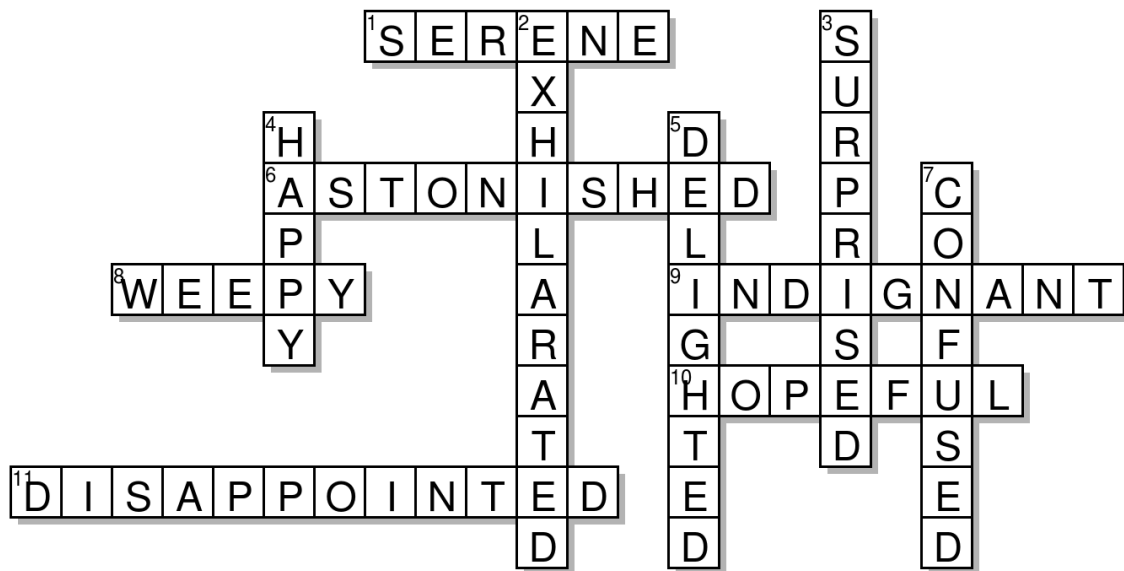 1 SERENE
2 EXHILARATED
3 SURPRISED
4 HAPPY
5 DELIGHTED
6 ASTONISHED
7 CONFUSED
8 WEEPY
9 INDIGNANT
10 HOPEFUL
11 DISAPPOINTED